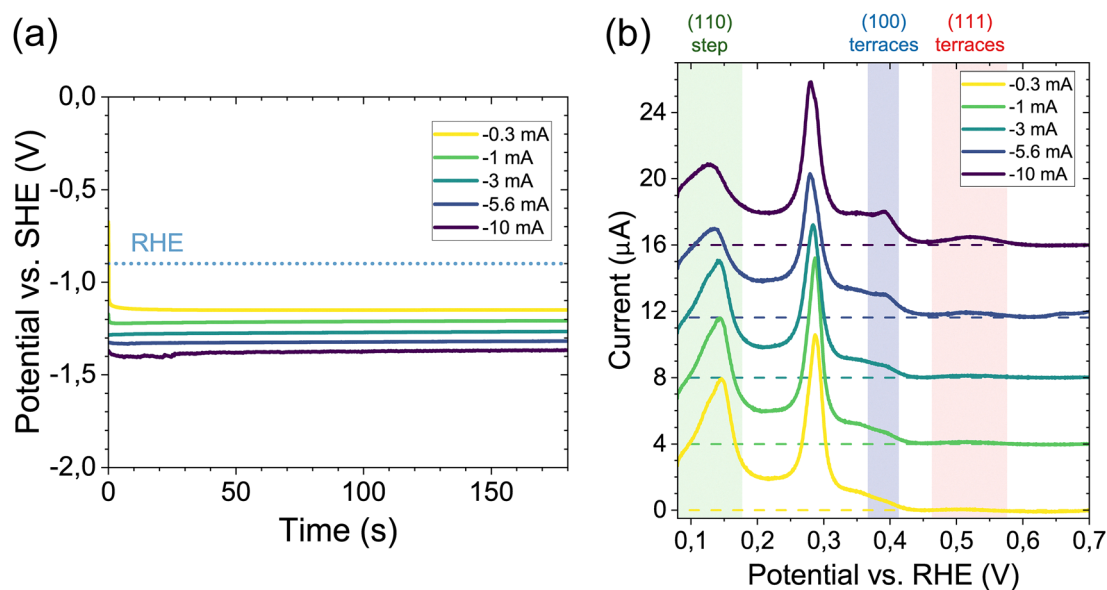 (a)
Potential vs. SHE (V)
0,0
-0,5
-1,0
-1,5
-2,0
RHE
-0.3 mA
-1 mA
-3 mA
-5.6 mA
-10 mA
0
50
100
150
Time (s)
(b)
(110)
step
(100)
terraces
(111)
terraces
Current (µA)
24
20
16
12
8
4
0
-0.3 mA
-1 mA
-3 mA
-5.6 mA
-10 mA
0,1
0,2
0,3
0,4
0,5
0,6
0,7
Potential vs. RHE (V)